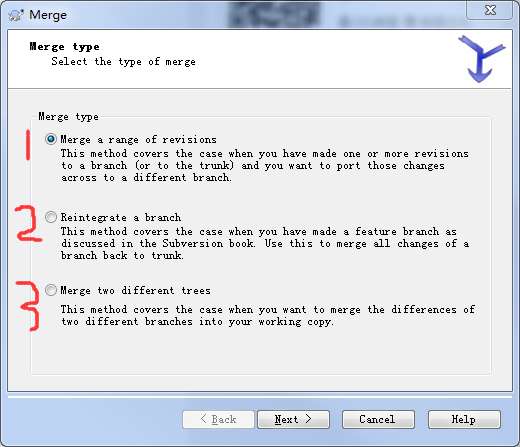 Merge
Merge type
Select the type of merge
Merge type
1
Merge a range of revisions
This method covers the case when you have made one or more revisions
to a branch (or to the trunk) and you want to port those changes
across to a different branch.
2
Reintegrate a branch
This method covers the case when you have made a feature branch as
discussed in the Subversion book. Use this to merge all changes of a
branch back to trunk.
3
Merge two different trees
This method covers the case when you want to merge the differences of
two different branches into your working copy.
< Back
Next >
Cancel
Help